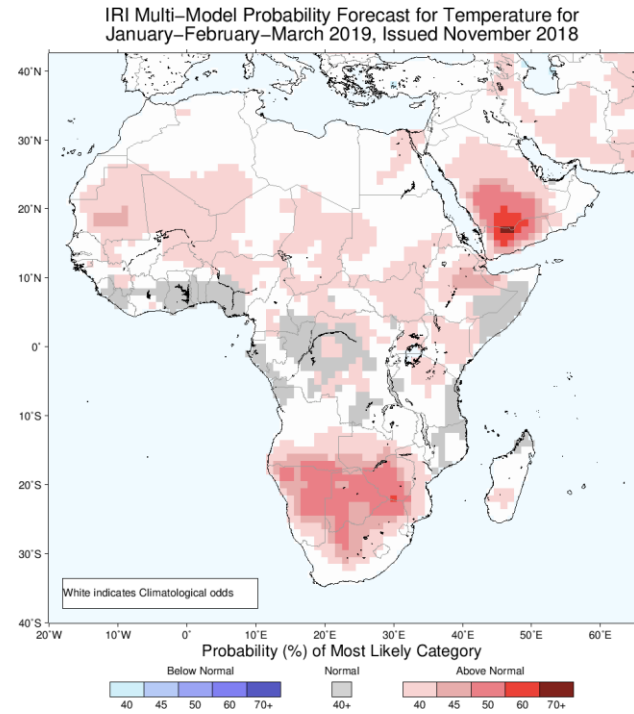 IRI Multi-Model Probability Forecast for Temperature for
January-February-March 2019, Issued November 2018
40˚N
30˚N
20˚N
10˚N
0˚
10˚S
20˚S
30˚S
40˚S
White indicates Climatological odds
20˚W 10˚W 0˚ 10˚E 20˚E 30˚E 40˚E 50˚E 60˚E
Probability (%) of Most Likely Category
Below Normal Normal Above Normal
40 45 50 60 70+ 40+ 40 45 50 60 70+